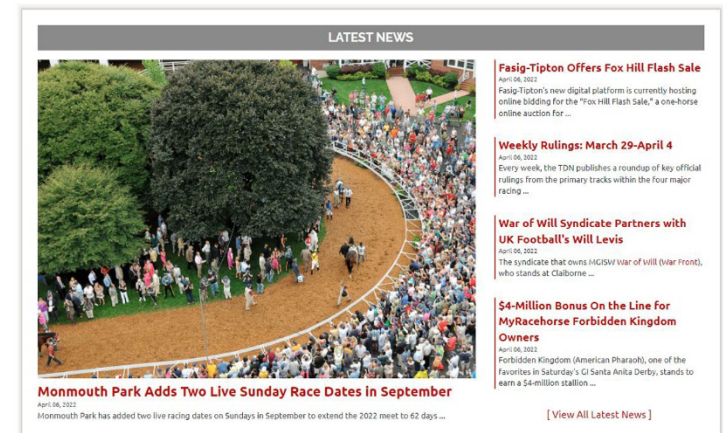 LATEST NEWS
Monmouth Park Adds Two Live Sunday Race Dates in September
April 06, 2022
Monmouth Park has added two live racing dates on Sundays in September to extend the 2022 meet to 62 days ...
Fasig-Tipton Offers Fox Hill Flash Sale
April 06, 2022
Fasig-Tipton's new digital platform is currently hosting
online bidding for the "Fox Hill Flash Sale," a one-horse
online auction for ...
Weekly Rulings: March 29-April 4
April 06, 2022
Every week, the TDN publishes a roundup of key official
rulings from the primary tracks within the four major
racing ...
War of Will Syndicate Partners with
UK Football's Will Levis
April 06, 2022
The syndicate that owns MGISW War of Will (War Front),
who stands at Claiborne ...
$4-Million Bonus On the Line for
MyRacehorse Forbidden Kingdom
Owners
April 06, 2022
Forbidden Kingdom (American Pharoah), one of the
favorites in Saturday's GI Santa Anita Derby, stands to
earn a $4-million stallion ...
[ View All Latest News ]